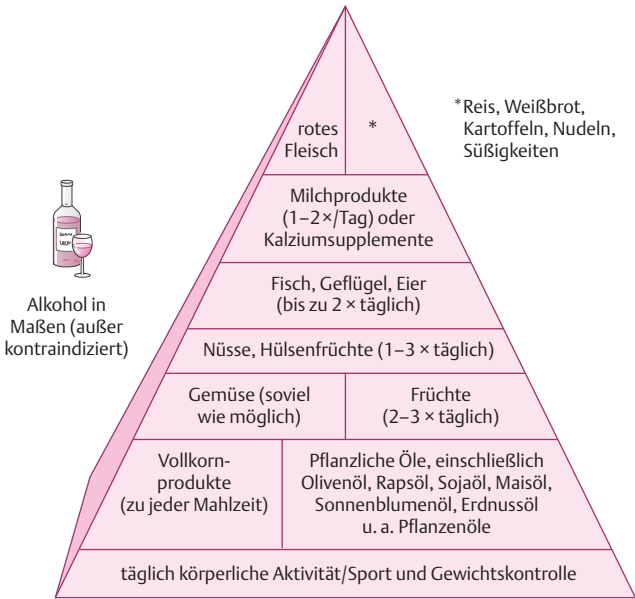 rotes
Fleisch
*
*Reis, Weißbrot,
Kartoffeln, Nudeln,
Süßigkeiten
Milchprodukte
(1–2×/Tag) oder
Kalziumsupplemente
Alkohol in
Maßen (außer
kontraindiziert)
Fisch, Geflügel, Eier
(bis zu 2 × täglich)
Nüsse, Hülsenfrüchte (1–3 × täglich)
Gemüse (soviel
wie möglich)
Früchte
(2–3 × täglich)
Vollkorn-
produkte
(zu jeder Mahlzeit)
Pflanzliche Öle, einschließlich
Olivenöl, Rapsöl, Sojaöl, Maisöl,
Sonnenblumenöl, Erdnussöl
u. a. Pflanzenöle
täglich körperliche Aktivität/Sport und Gewichtskontrolle